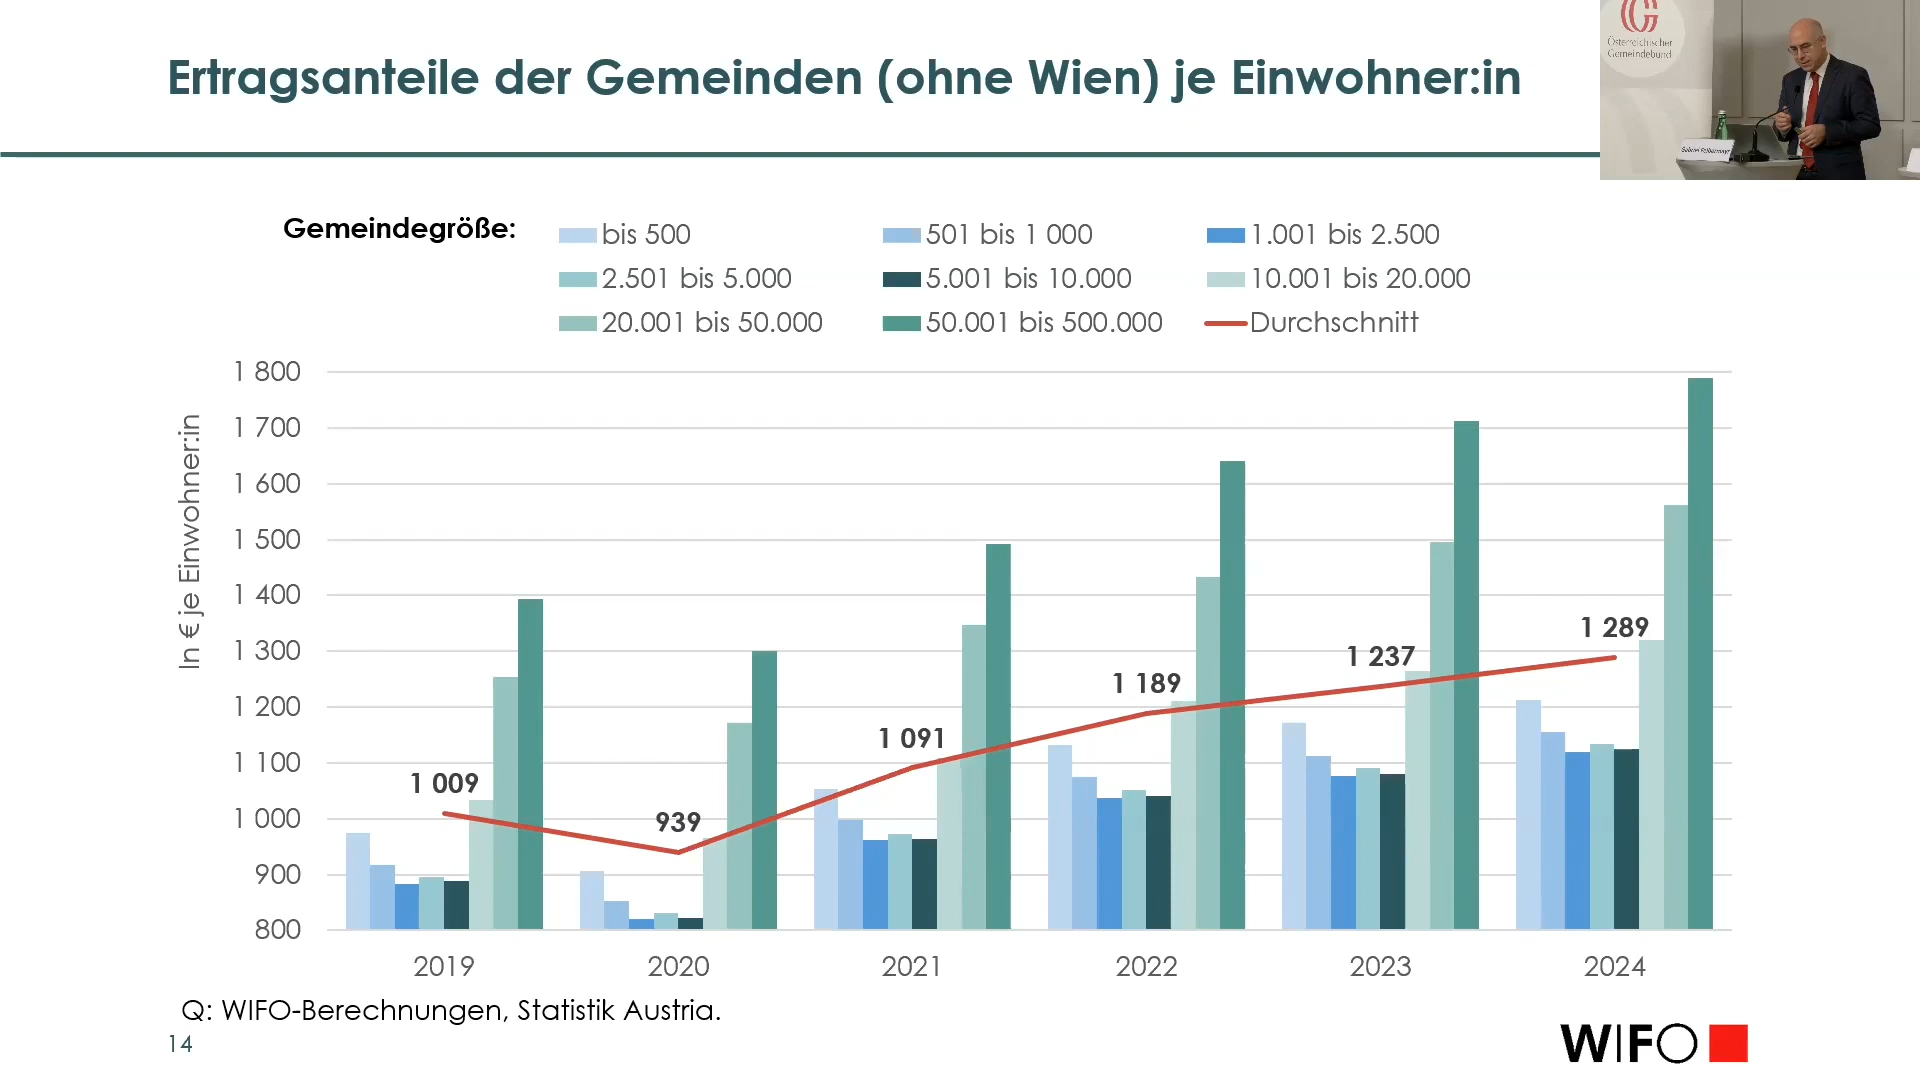 Ertragsanteile der Gemeinden (ohne Wien) je Einwohner:in
Österreichischer
Gemeindebund
Gabriel Felbermayr
Gemeindegröße:
bis 500
501 bis 1 000
1.001 bis 2.500
2.501 bis 5.000
5.001 bis 10.000
10.001 bis 20.000
20.001 bis 50.000
50.001 bis 500.000
Durchschnitt
In € je Einwohner:in
1 800
1 700
1 600
1 500
1 400
1 300
1 200
1 100
1 000
900
800
1 009
939
1 091
1 189
1 237
1 289
2019
2020
2021
2022
2023
2024
Q: WIFO-Berechnungen, Statistik Austria.
14
WIFO